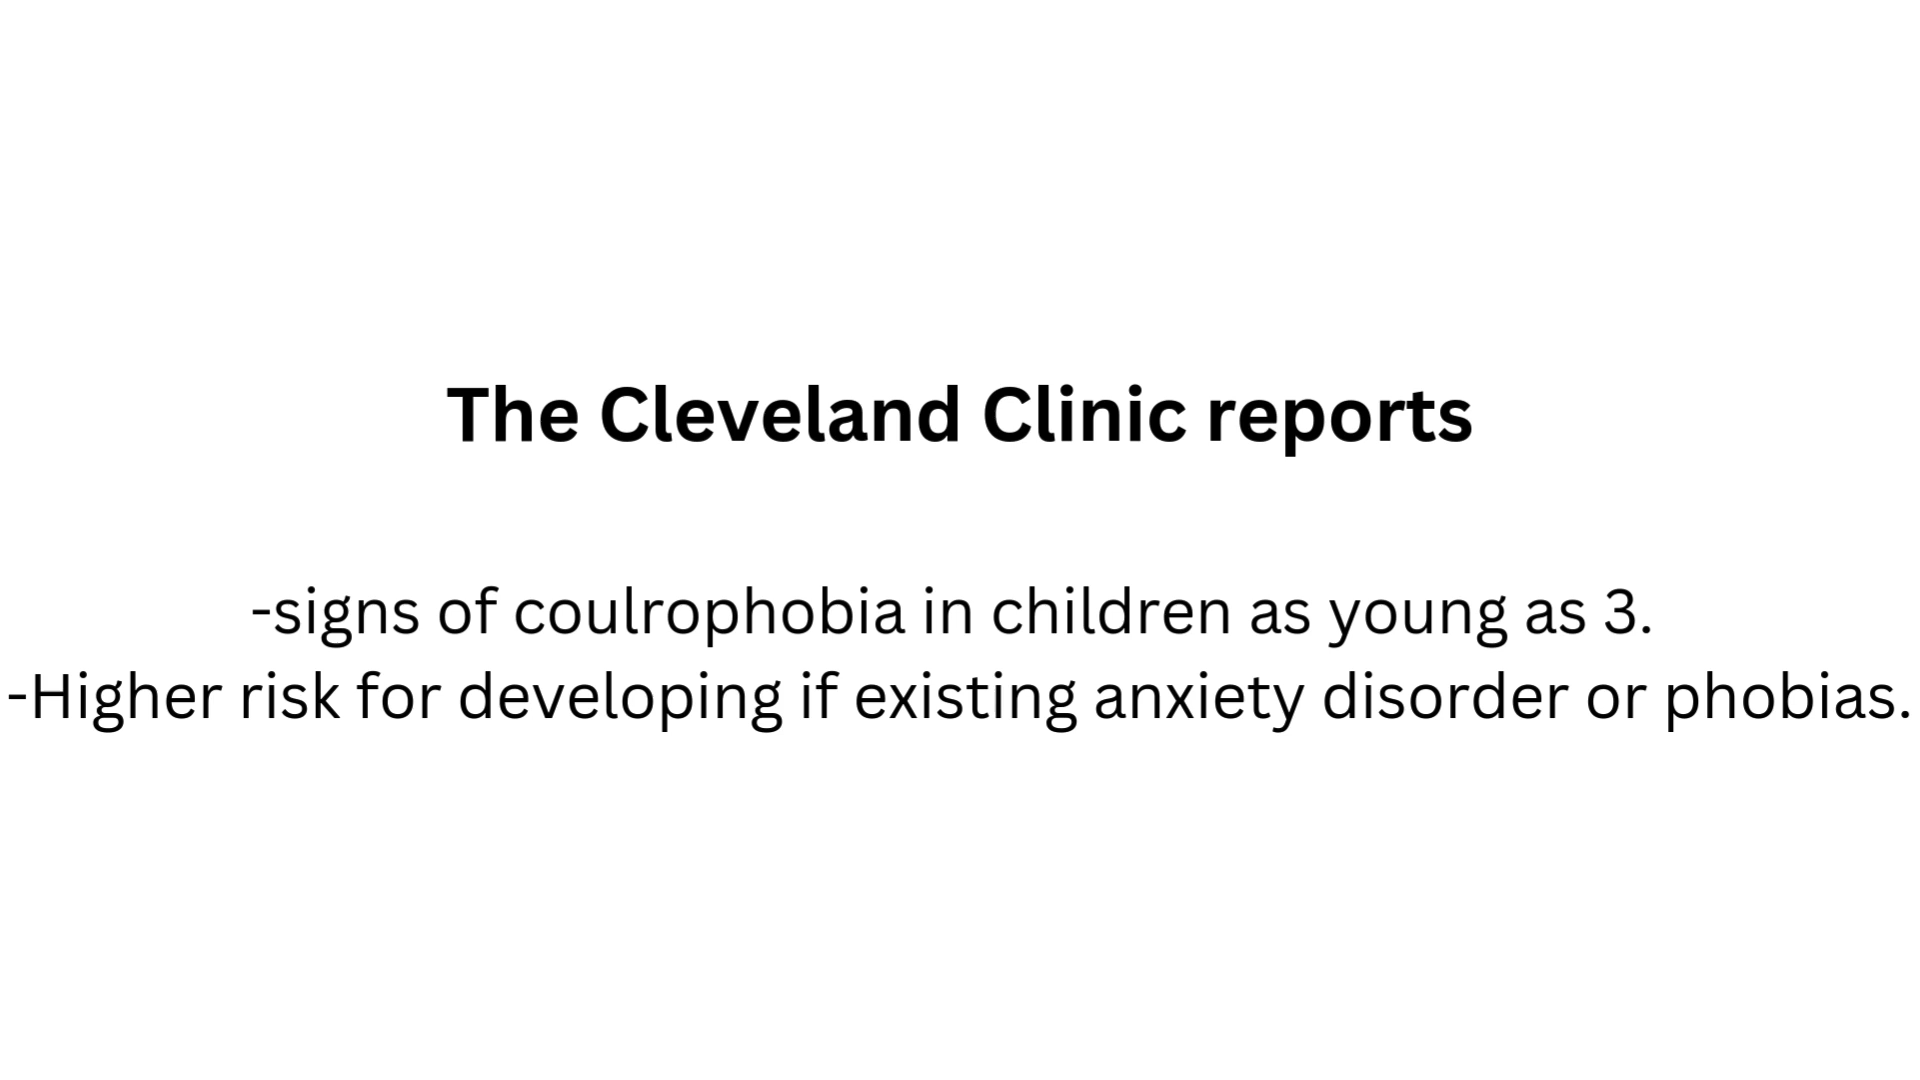 The Cleveland Clinic reports
-signs of coulrophobia in children as young as 3.
-Higher risk for developing if existing anxiety disorder or phobias.